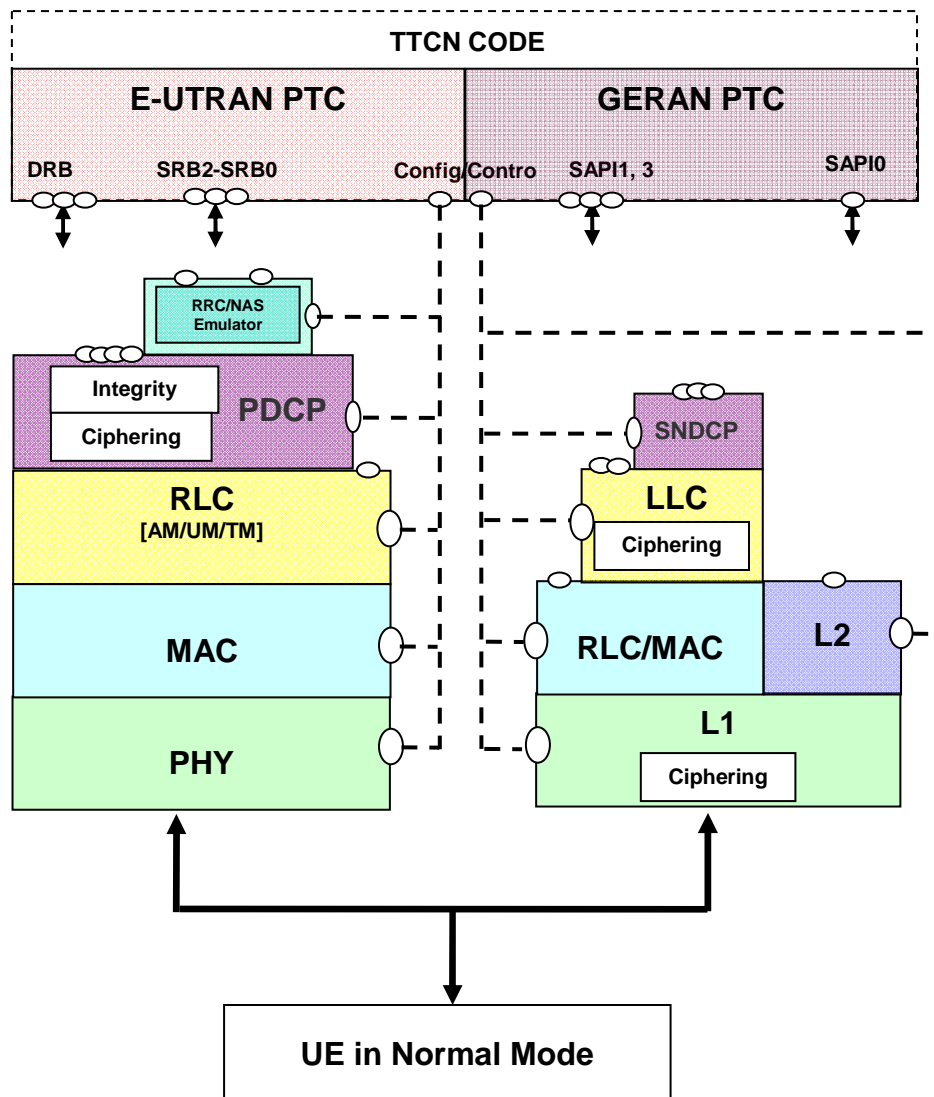 TTCN CODE
E-UTRAN PTC
GERAN PTC
DRB
SRB2-SRB0
Config/Contro
SAPI1, 3
SAPI0
RRC/NAS
Emulator
Integrity
Ciphering
PDCP
SNDCP
RLC
[AM/UM/TM]
LLC
Ciphering
MAC
RLC/MAC
L2
PHY
L1
Ciphering
UE in Normal Mode